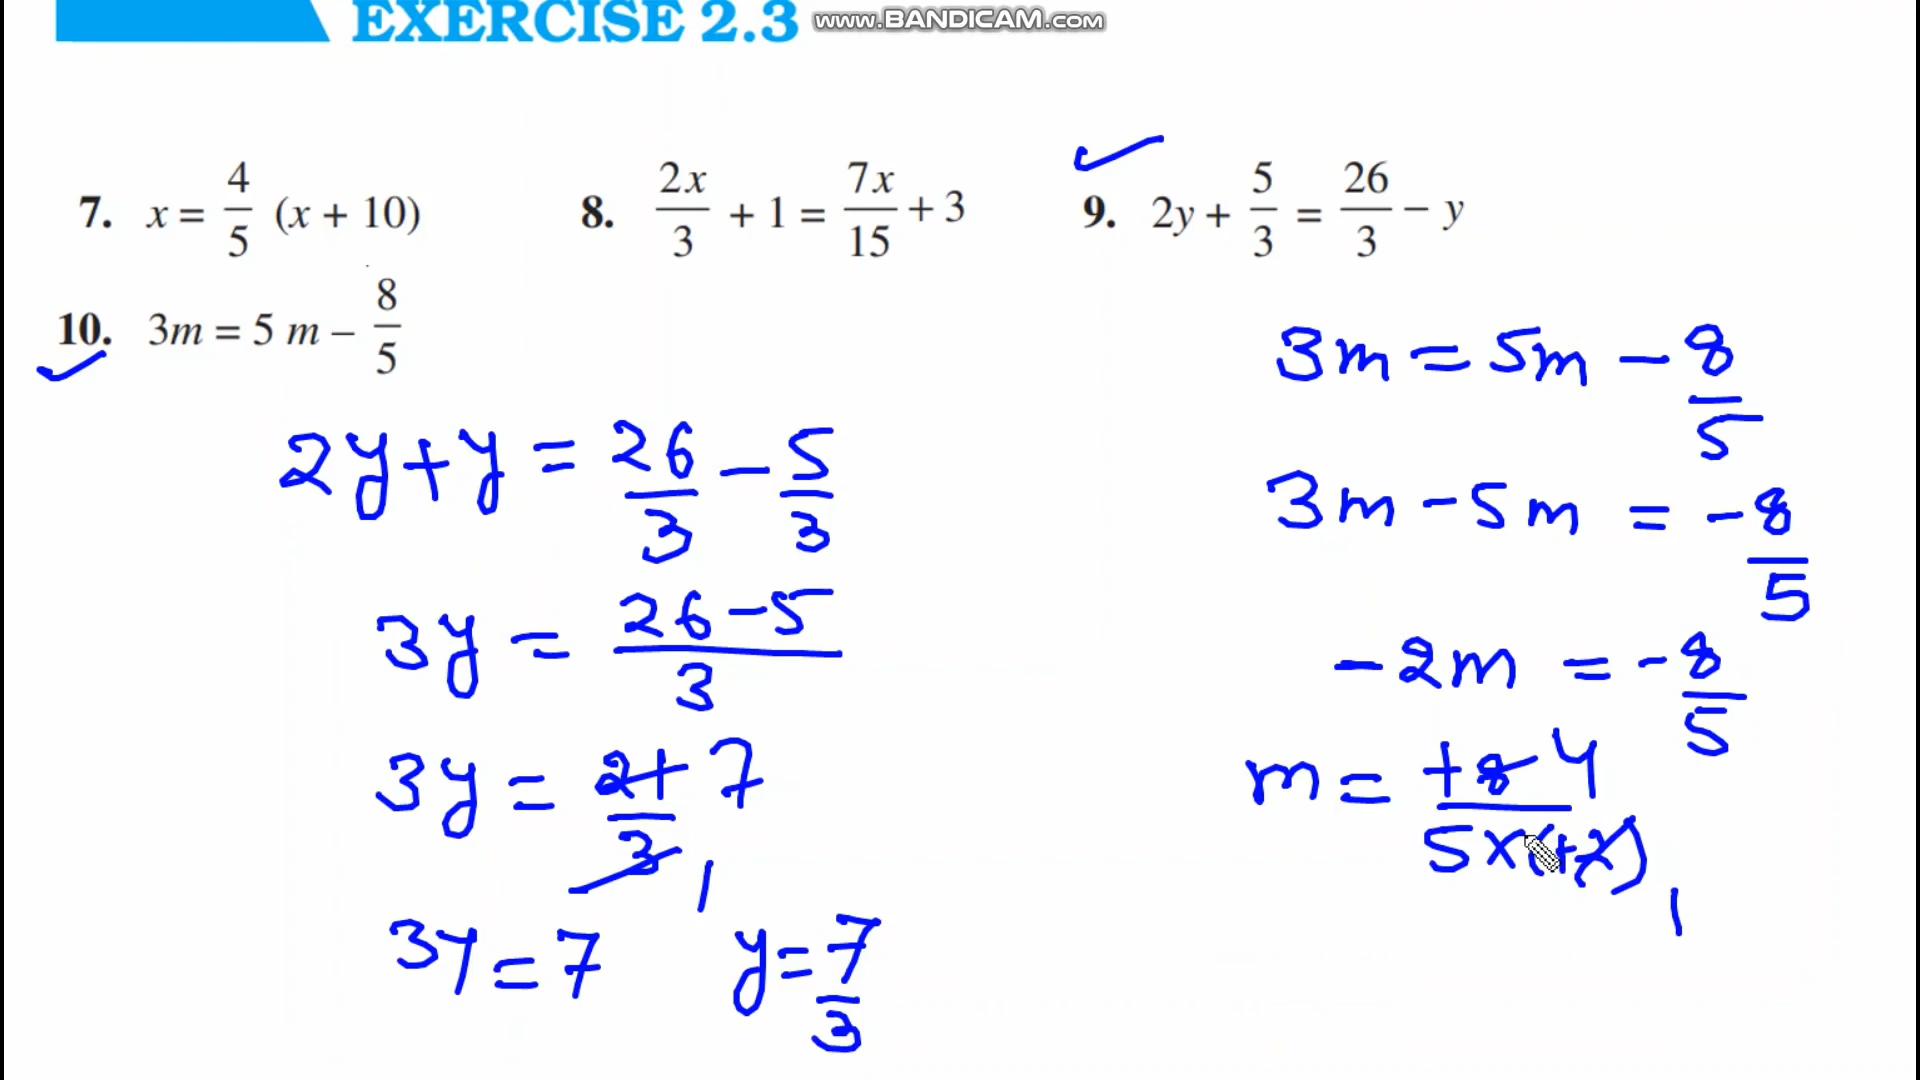 EXERCISE 2.3 www.BANDICAM.com
7. x = 4/5 (x + 10) 8. 2x/3 + 1 = 7x/15 + 3 9. 2y + 5/3 = 26/3 − y
10. 3m = 5 m − 8/5
2y+y = 26/3 − 5/3
3y = 26−5/3
3y = 21/3 7 1
3y = 7 y = 7/3
3m = 5m − 8/5
3m − 5m = −8/5
−2m = −8/5
m = +8/5×(+2) 4 1